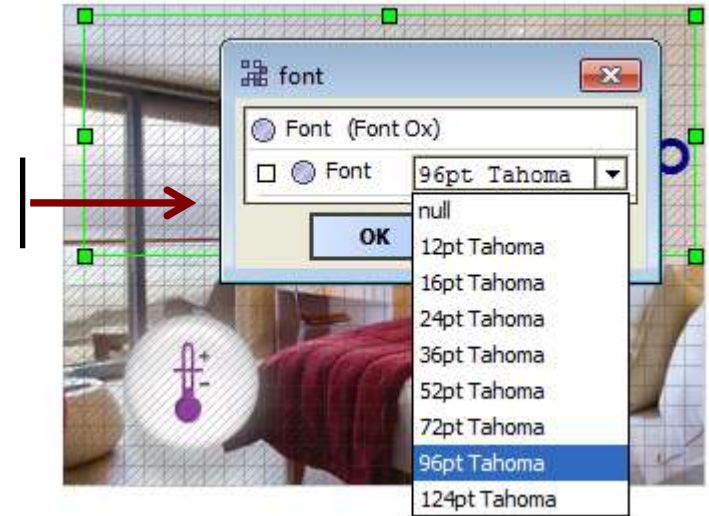 font
Font (Font Ox)
Font 96pt Tahoma
OK
null
12pt Tahoma
16pt Tahoma
24pt Tahoma
36pt Tahoma
52pt Tahoma
72pt Tahoma
96pt Tahoma
124pt Tahoma